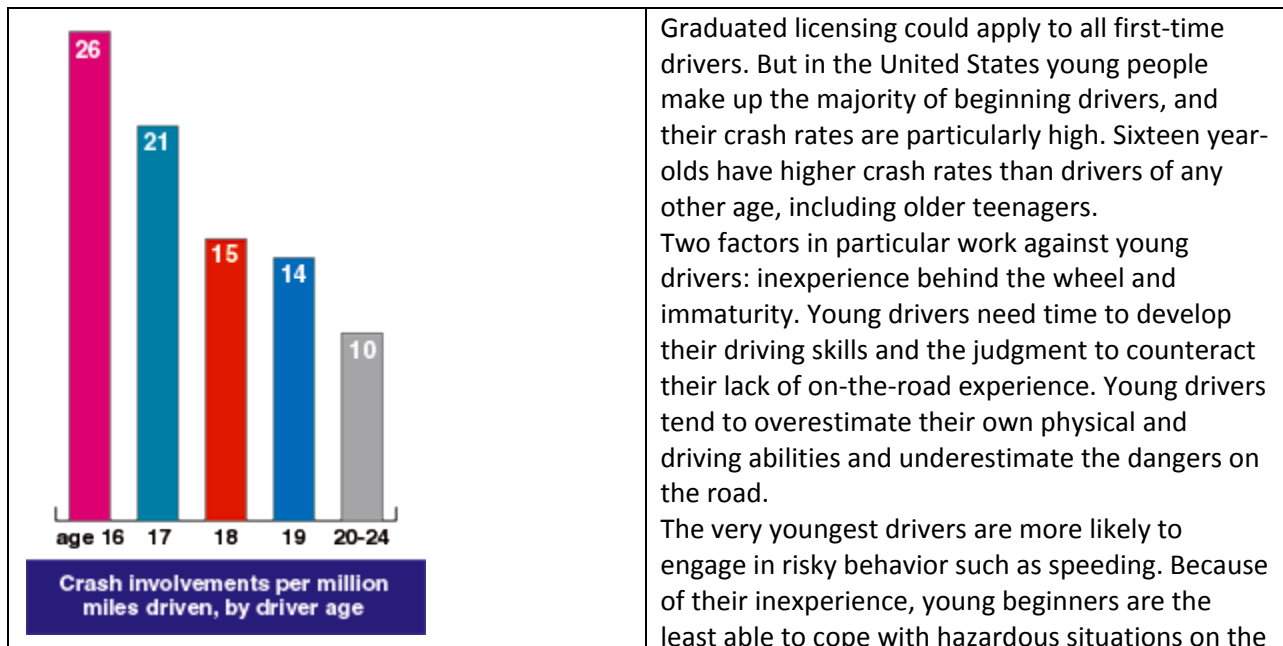 26
21
15
14
10
age 16 17 18 19 20-24
Crash involvements per million
miles driven, by driver age
Graduated licensing could apply to all first-time
drivers. But in the United States young people
make up the majority of beginning drivers, and
their crash rates are particularly high. Sixteen year-
olds have higher crash rates than drivers of any
other age, including older teenagers.
Two factors in particular work against young
drivers: inexperience behind the wheel and
immaturity. Young drivers need time to develop
their driving skills and the judgment to counteract
their lack of on-the-road experience. Young drivers
tend to overestimate their own physical and
driving abilities and underestimate the dangers on
the road.
The very youngest drivers are more likely to
engage in risky behavior such as speeding. Because
of their inexperience, young beginners are the
least able to cope with hazardous situations on the